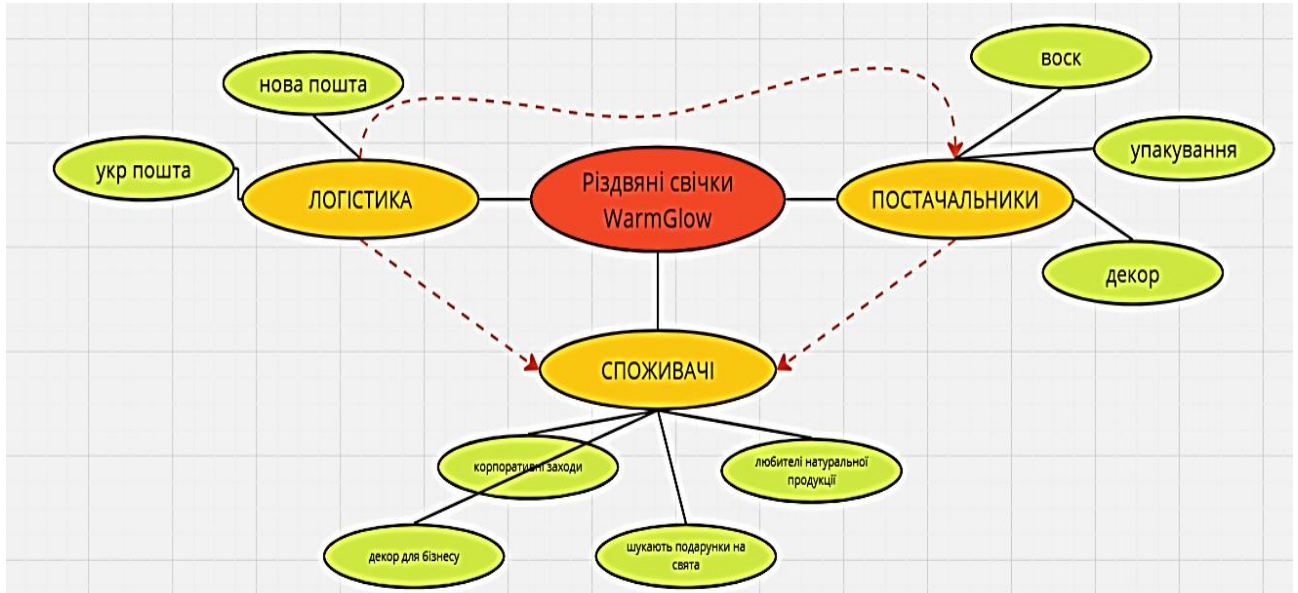 нова пошта
укр пошта
ЛОГІСТИКА
Різдвяні свічки
WarmGlow
ПОСТАЧАЛЬНИКИ
воск
упакування
декор
СПОЖИВАЧІ
корпоративні заходи
любителі натуральної
продукції
декор для бізнесу
шукають подарунки на
свята